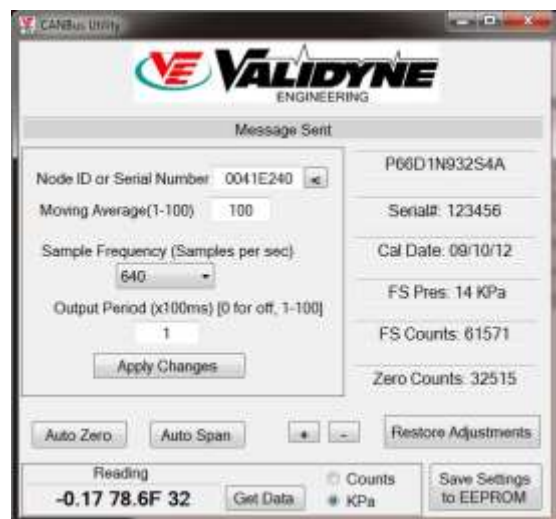 CANBus Utility
VE VALIDYNE
ENGINEERING
Message Sent
Node ID or Serial Number 0041E240 <
Moving Average(1-100) 100
Sample Frequency (Samples per sec)
640
Output Period (x100ms) [0 for off, 1-100]
1
Apply Changes
P66D1N932S4A
Serial#: 123456
Cal Date: 09/10/12
FS Pres: 14 KPa
FS Counts: 61571
Zero Counts: 32515
Auto Zero Auto Span + - Restore Adjustments
Reading
-0.17 78.6F 32 Get Data
Counts
KPa
Save Settings
to EEPROM